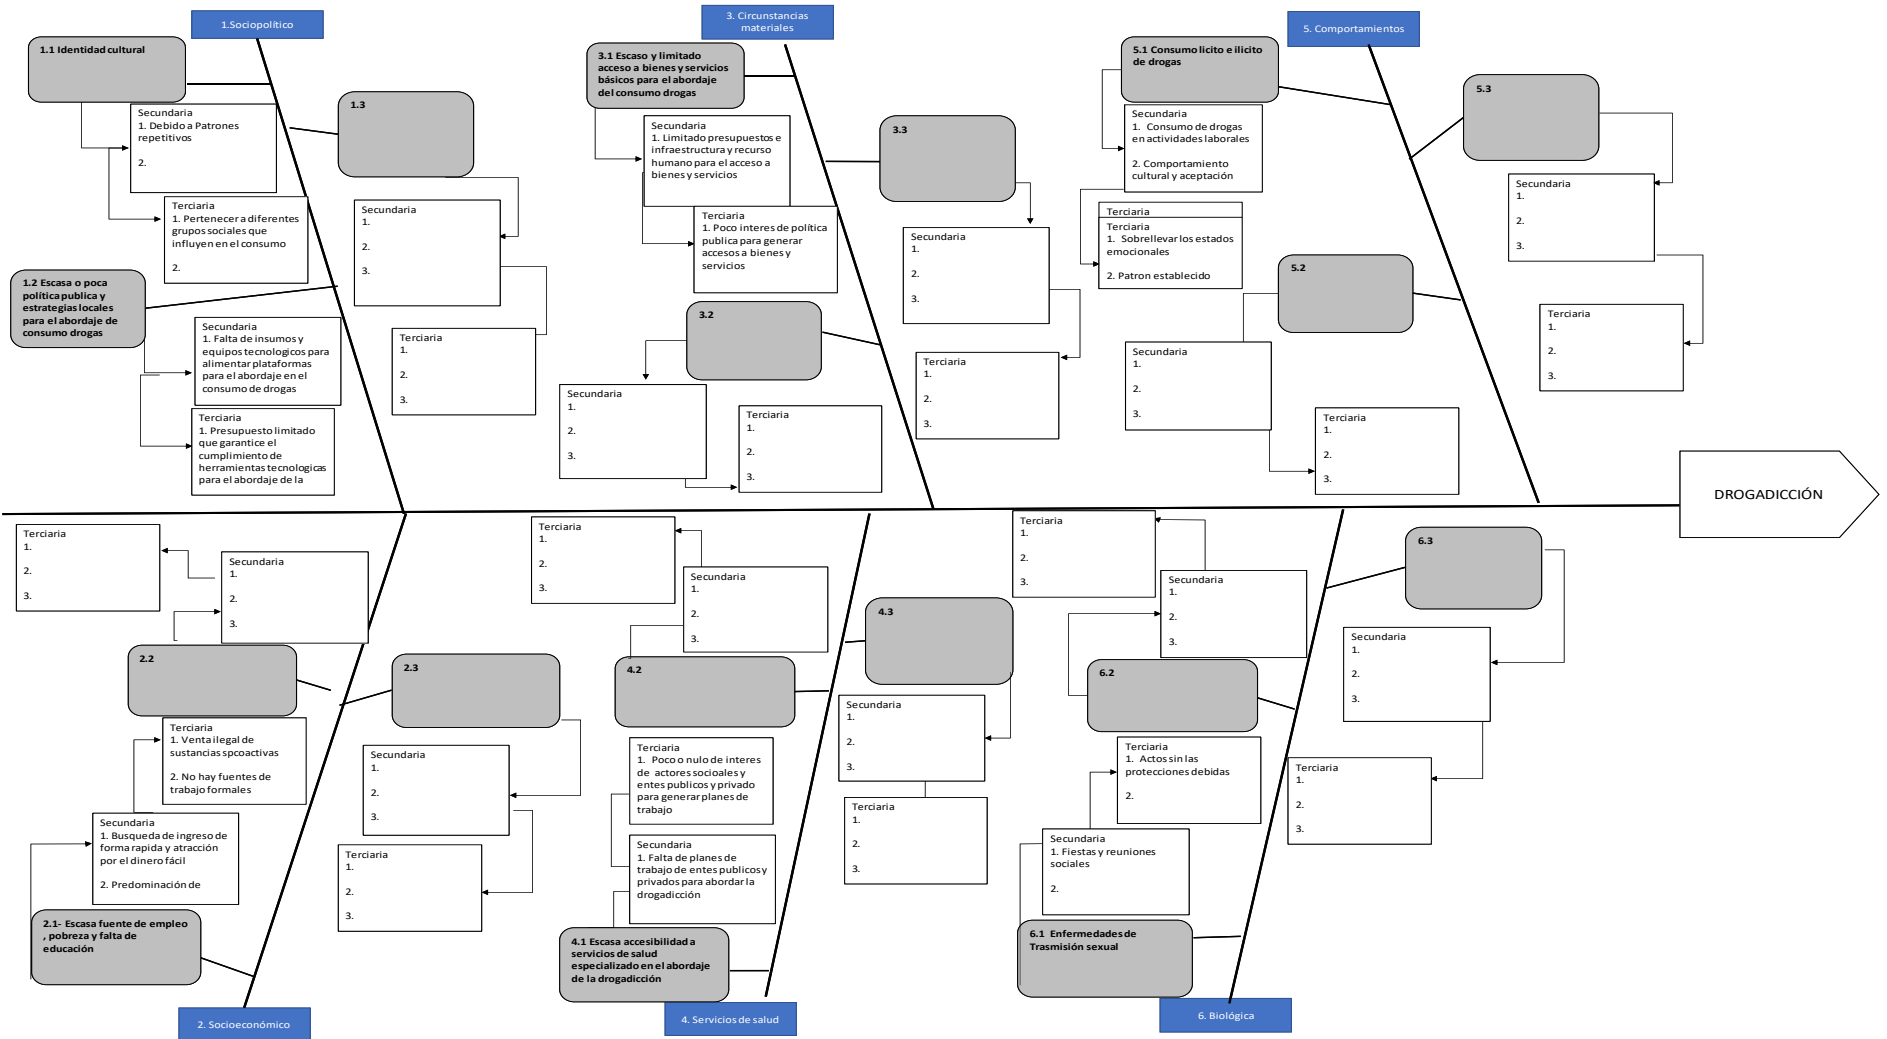 1.Sociopolítico
1.1 Identidad cultural
Secundaria
1. Debido a Patrones
repetitivos
2.
Terciaria
1. Pertenecer a diferentes
grupos sociales que
influyen en el consumo
2.
1.2 Escasa o poca
política publica y
estrategias locales
para el abordaje de
consumo drogas
Secundaria
1. Falta de insumos y
equipos tecnologicos para
alimentar plataformas
para el abordaje en el
consumo de drogas
Terciaria
1. Presupuesto limitado
que garantice el
cumplimiento de
herramientas tecnologicas
para el abordaje de la
1.3
Secundaria
1.
2.
3.
Terciaria
1.
2.
3.
3. Circunstancias
materiales
3.1 Escaso y limitado
acceso a bienes y servicios
básicos para el abordaje
del consumo drogas
Secundaria
1. Limitado presupuestos e
infraestructura y recurso
humano para el acceso a
bienes y servicios
Terciaria
1. Poco interes de política
publica para generar
accesos a bienes y
servicios
3.2
Secundaria
1.
2.
3.
Terciaria
1.
2.
3.
3.3
Secundaria
1.
2.
3.
Terciaria
1.
2.
3.
5. Comportamientos
5.1 Consumo licito e ilicito
de drogas
Secundaria
1. Consumo de drogas
en actividades laborales
2. Comportamiento
cultural y aceptación
Terciaria
Terciaria
1. Sobrellevar los estados
emocionales
2. Patron establecido
5.2
Secundaria
1.
2.
3.
Terciaria
1.
2.
3.
5.3
Secundaria
1.
2.
3.
Terciaria
1.
2.
3.
DROGADICCIÓN
Terciaria
1.
2.
3.
Secundaria
1.
2.
3.
2.2
Terciaria
1. Venta ilegal de
sustancias spcoactivas
2. No hay fuentes de
trabajo formales
Secundaria
1. Busqueda de ingreso de
forma rapida y atracción
por el dinero fácil
2. Predominación de
2.1- Escasa fuente de empleo
, pobreza y falta de
educación
2.3
Secundaria
1.
2.
3.
Terciaria
1.
2.
3.
2. Socioeconómico
Terciaria
1.
2.
3.
Secundaria
1.
2.
3.
4.2
Terciaria
1. Poco o nulo de interes
de actores socioales y
entes publicos y privado
para generar planes de
trabajo
Secundaria
1. Falta de planes de
trabajo de entes publicos y
privados para abordar la
drogadicción
4.1 Escasa accesibilidad a
servicios de salud
especializado en el abordaje
de la drogadicción
4.3
Secundaria
1.
2.
3.
Terciaria
1.
2.
3.
4. Servicios de salud
Terciaria
1.
2.
3.
Secundaria
1.
2.
3.
6.2
Terciaria
1. Actos sin las
protecciones debidas
2.
Secundaria
1. Fiestas y reuniones
sociales
2.
6.1 Enfermedades de
Trasmisión sexual
6.3
Secundaria
1.
2.
3.
Terciaria
1.
2.
3.
6. Biológica